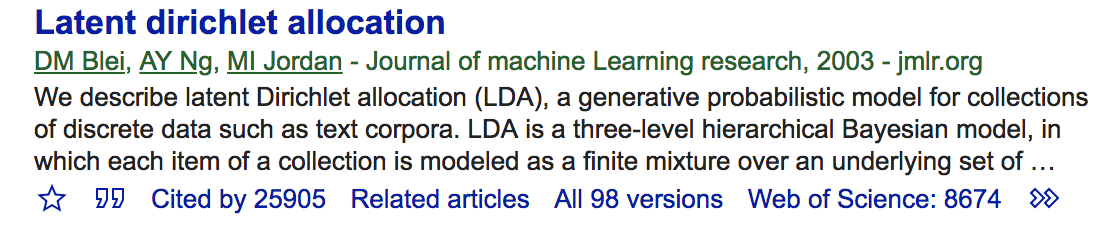 Latent dirichlet allocation
DM Blei, AY Ng, MI Jordan - Journal of machine Learning research, 2003 - jmlr.org
We describe latent Dirichlet allocation (LDA), a generative probabilistic model for collections
of discrete data such as text corpora. LDA is a three-level hierarchical Bayesian model, in
which each item of a collection is modeled as a finite mixture over an underlying set of …
Cited by 25905 Related articles All 98 versions Web of Science: 8674